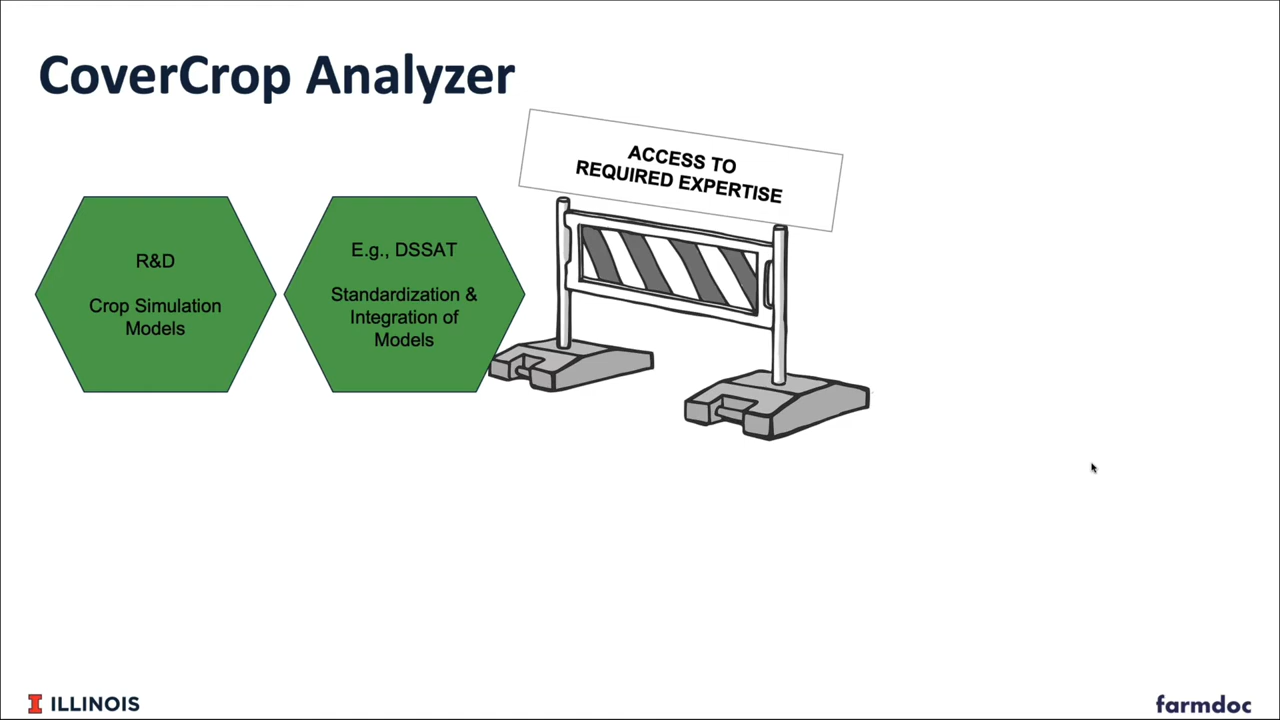 CoverCrop Analyzer
ACCESS TO
REQUIRED EXPERTISE
R&D
Crop Simulation
Models
E.g., DSSAT
Standardization &
Integration of
Models
I ILLINOIS
farmdoc